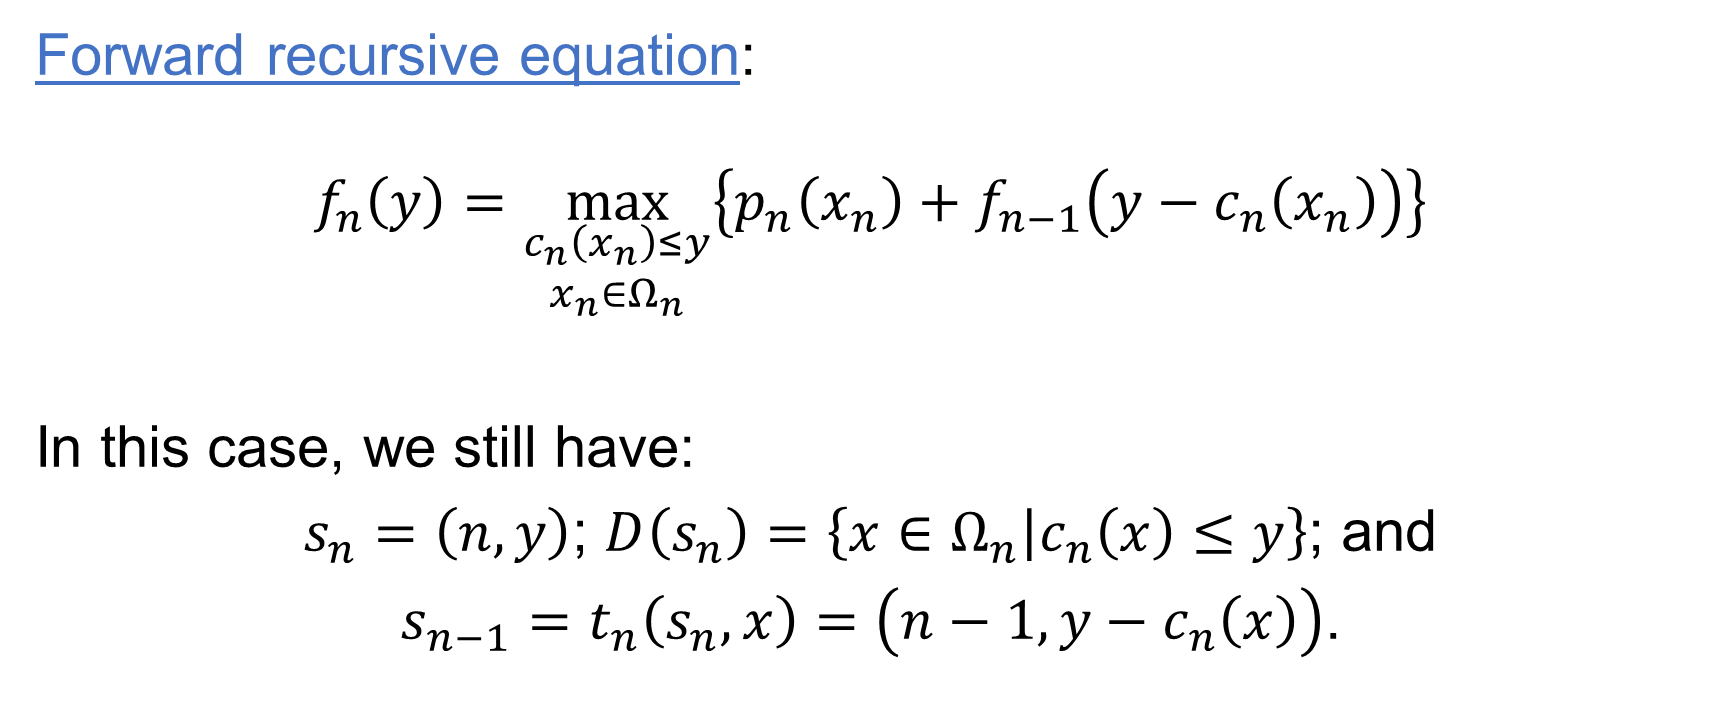 Forward recursive equation:
fₙ(y) = max {pₙ(xₙ) + fₙ₋₁(y − cₙ(xₙ))}
cₙ(xₙ)≤y
xₙ∈Ωₙ
In this case, we still have:
sₙ = (n, y); D(sₙ) = {x ∈ Ωₙ|cₙ(x) ≤ y}; and
sₙ₋₁ = tₙ(sₙ, x) = (n − 1, y − cₙ(x)).